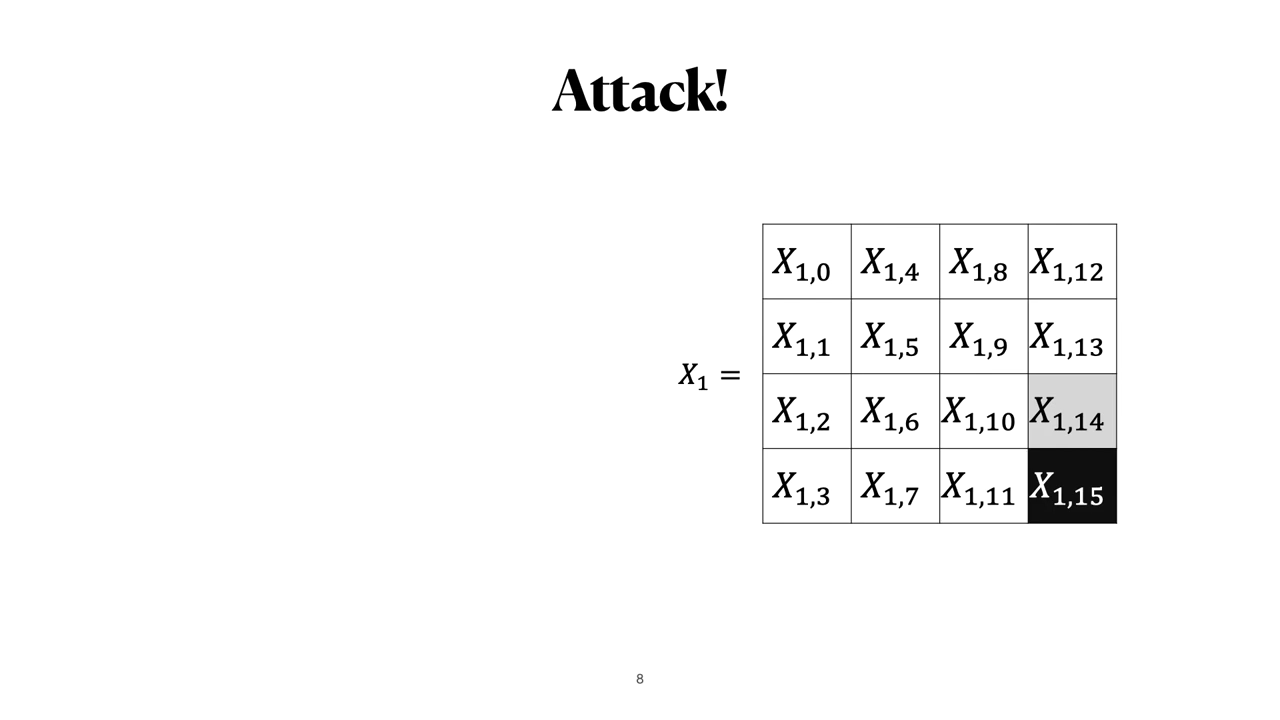 Attack!
X₁,₀ X₁,₄ X₁,₈ X₁,₁₂
X₁,₁ X₁,₅ X₁,₉ X₁,₁₃
X₁ =
X₁,₂ X₁,₆ X₁,₁₀ X₁,₁₄
X₁,₃ X₁,₇ X₁,₁₁ X₁,₁₅
8